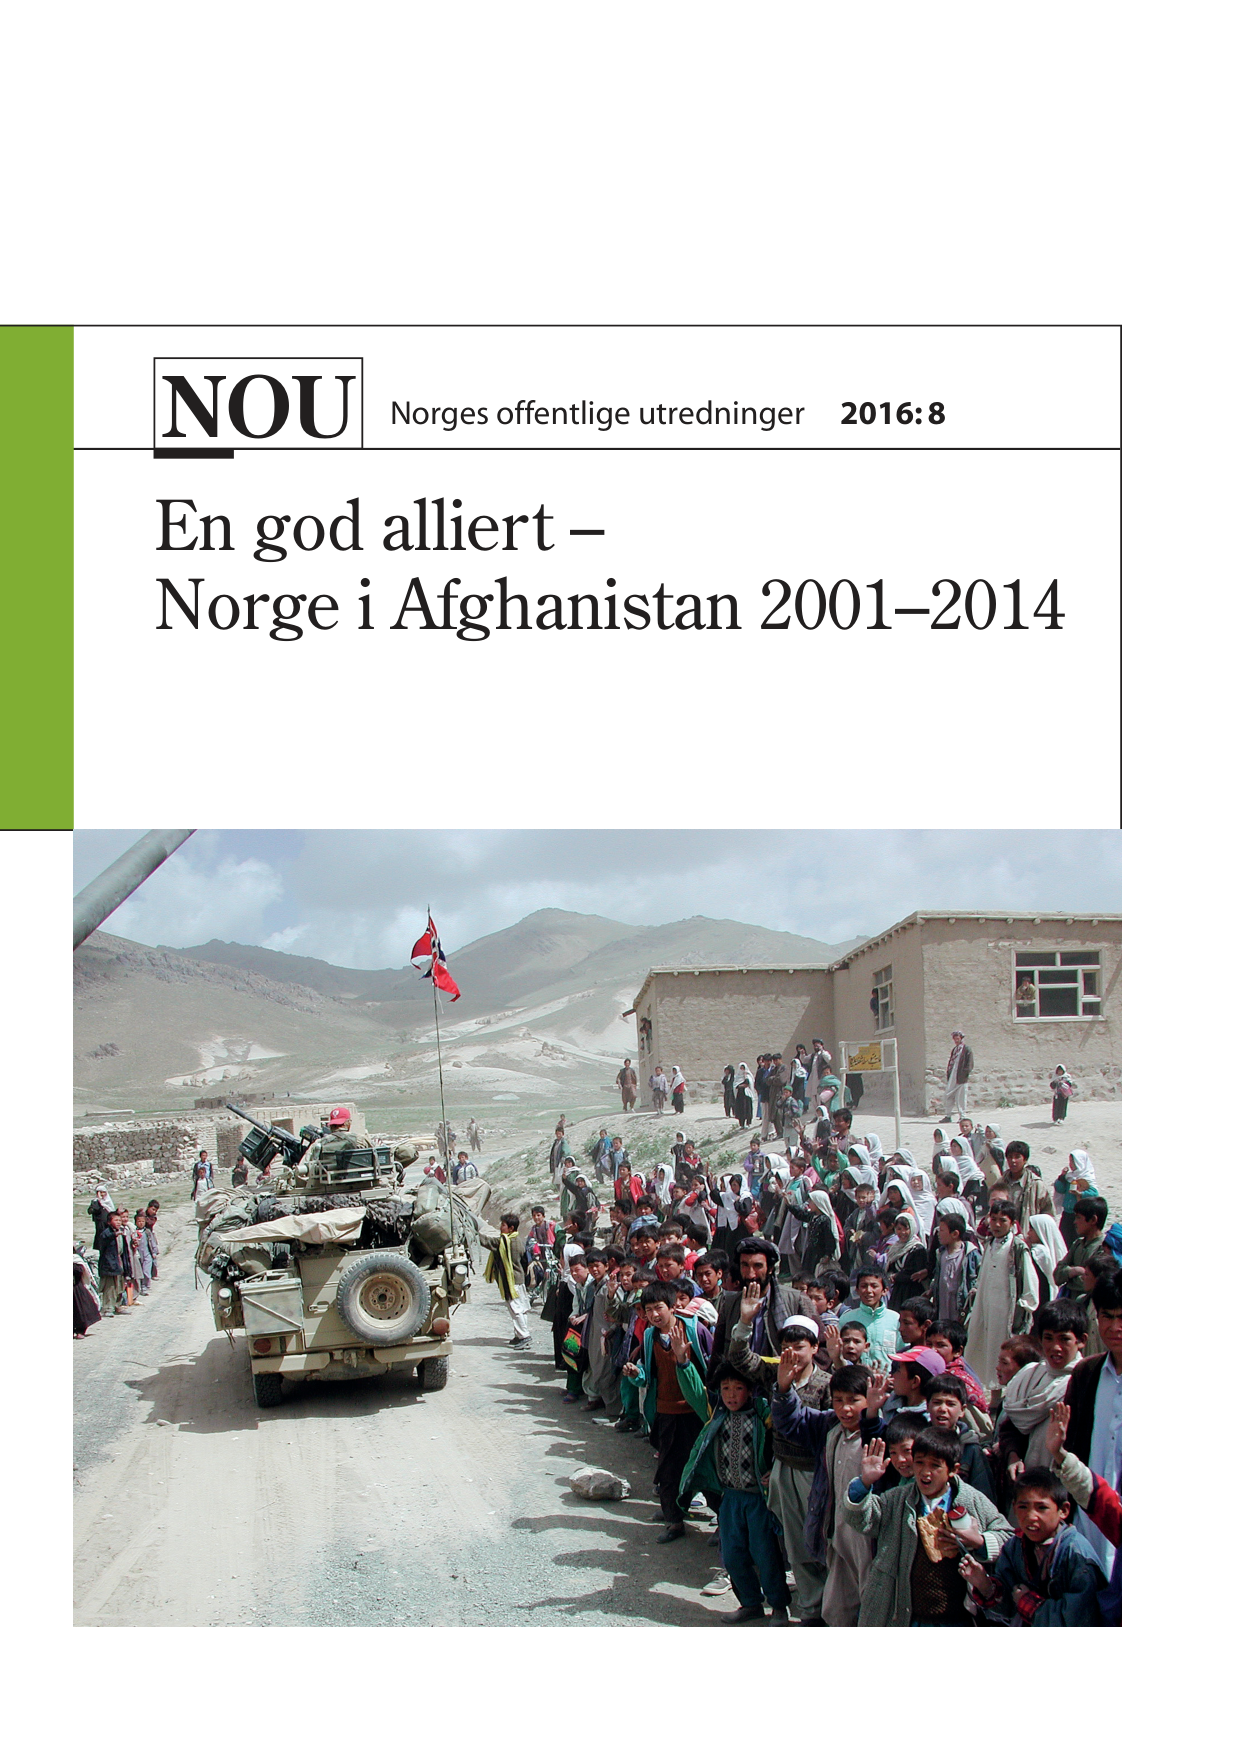 NOU
Norges offentlige utredninger 2016: 8
En god alliert –
Norge i Afghanistan 2001–2014